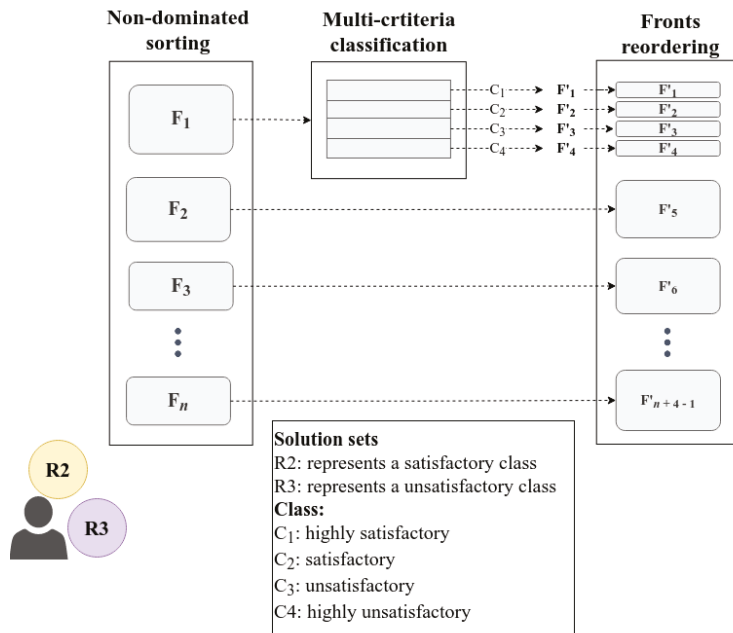 Non-dominated
sorting
Multi-crtiteria
classification
Fronts
reordering
F1
C1
F'1
F'1
C2
F'2
F'2
C3
F'3
F'3
C4
F'4
F'4
F2
F'5
F3
F'6
Fn
F'n + 4 - 1
R2
R3
Solution sets
R2: represents a satisfactory class
R3: represents a unsatisfactory class
Class:
C1: highly satisfactory
C2: satisfactory
C3: unsatisfactory
C4: highly unsatisfactory